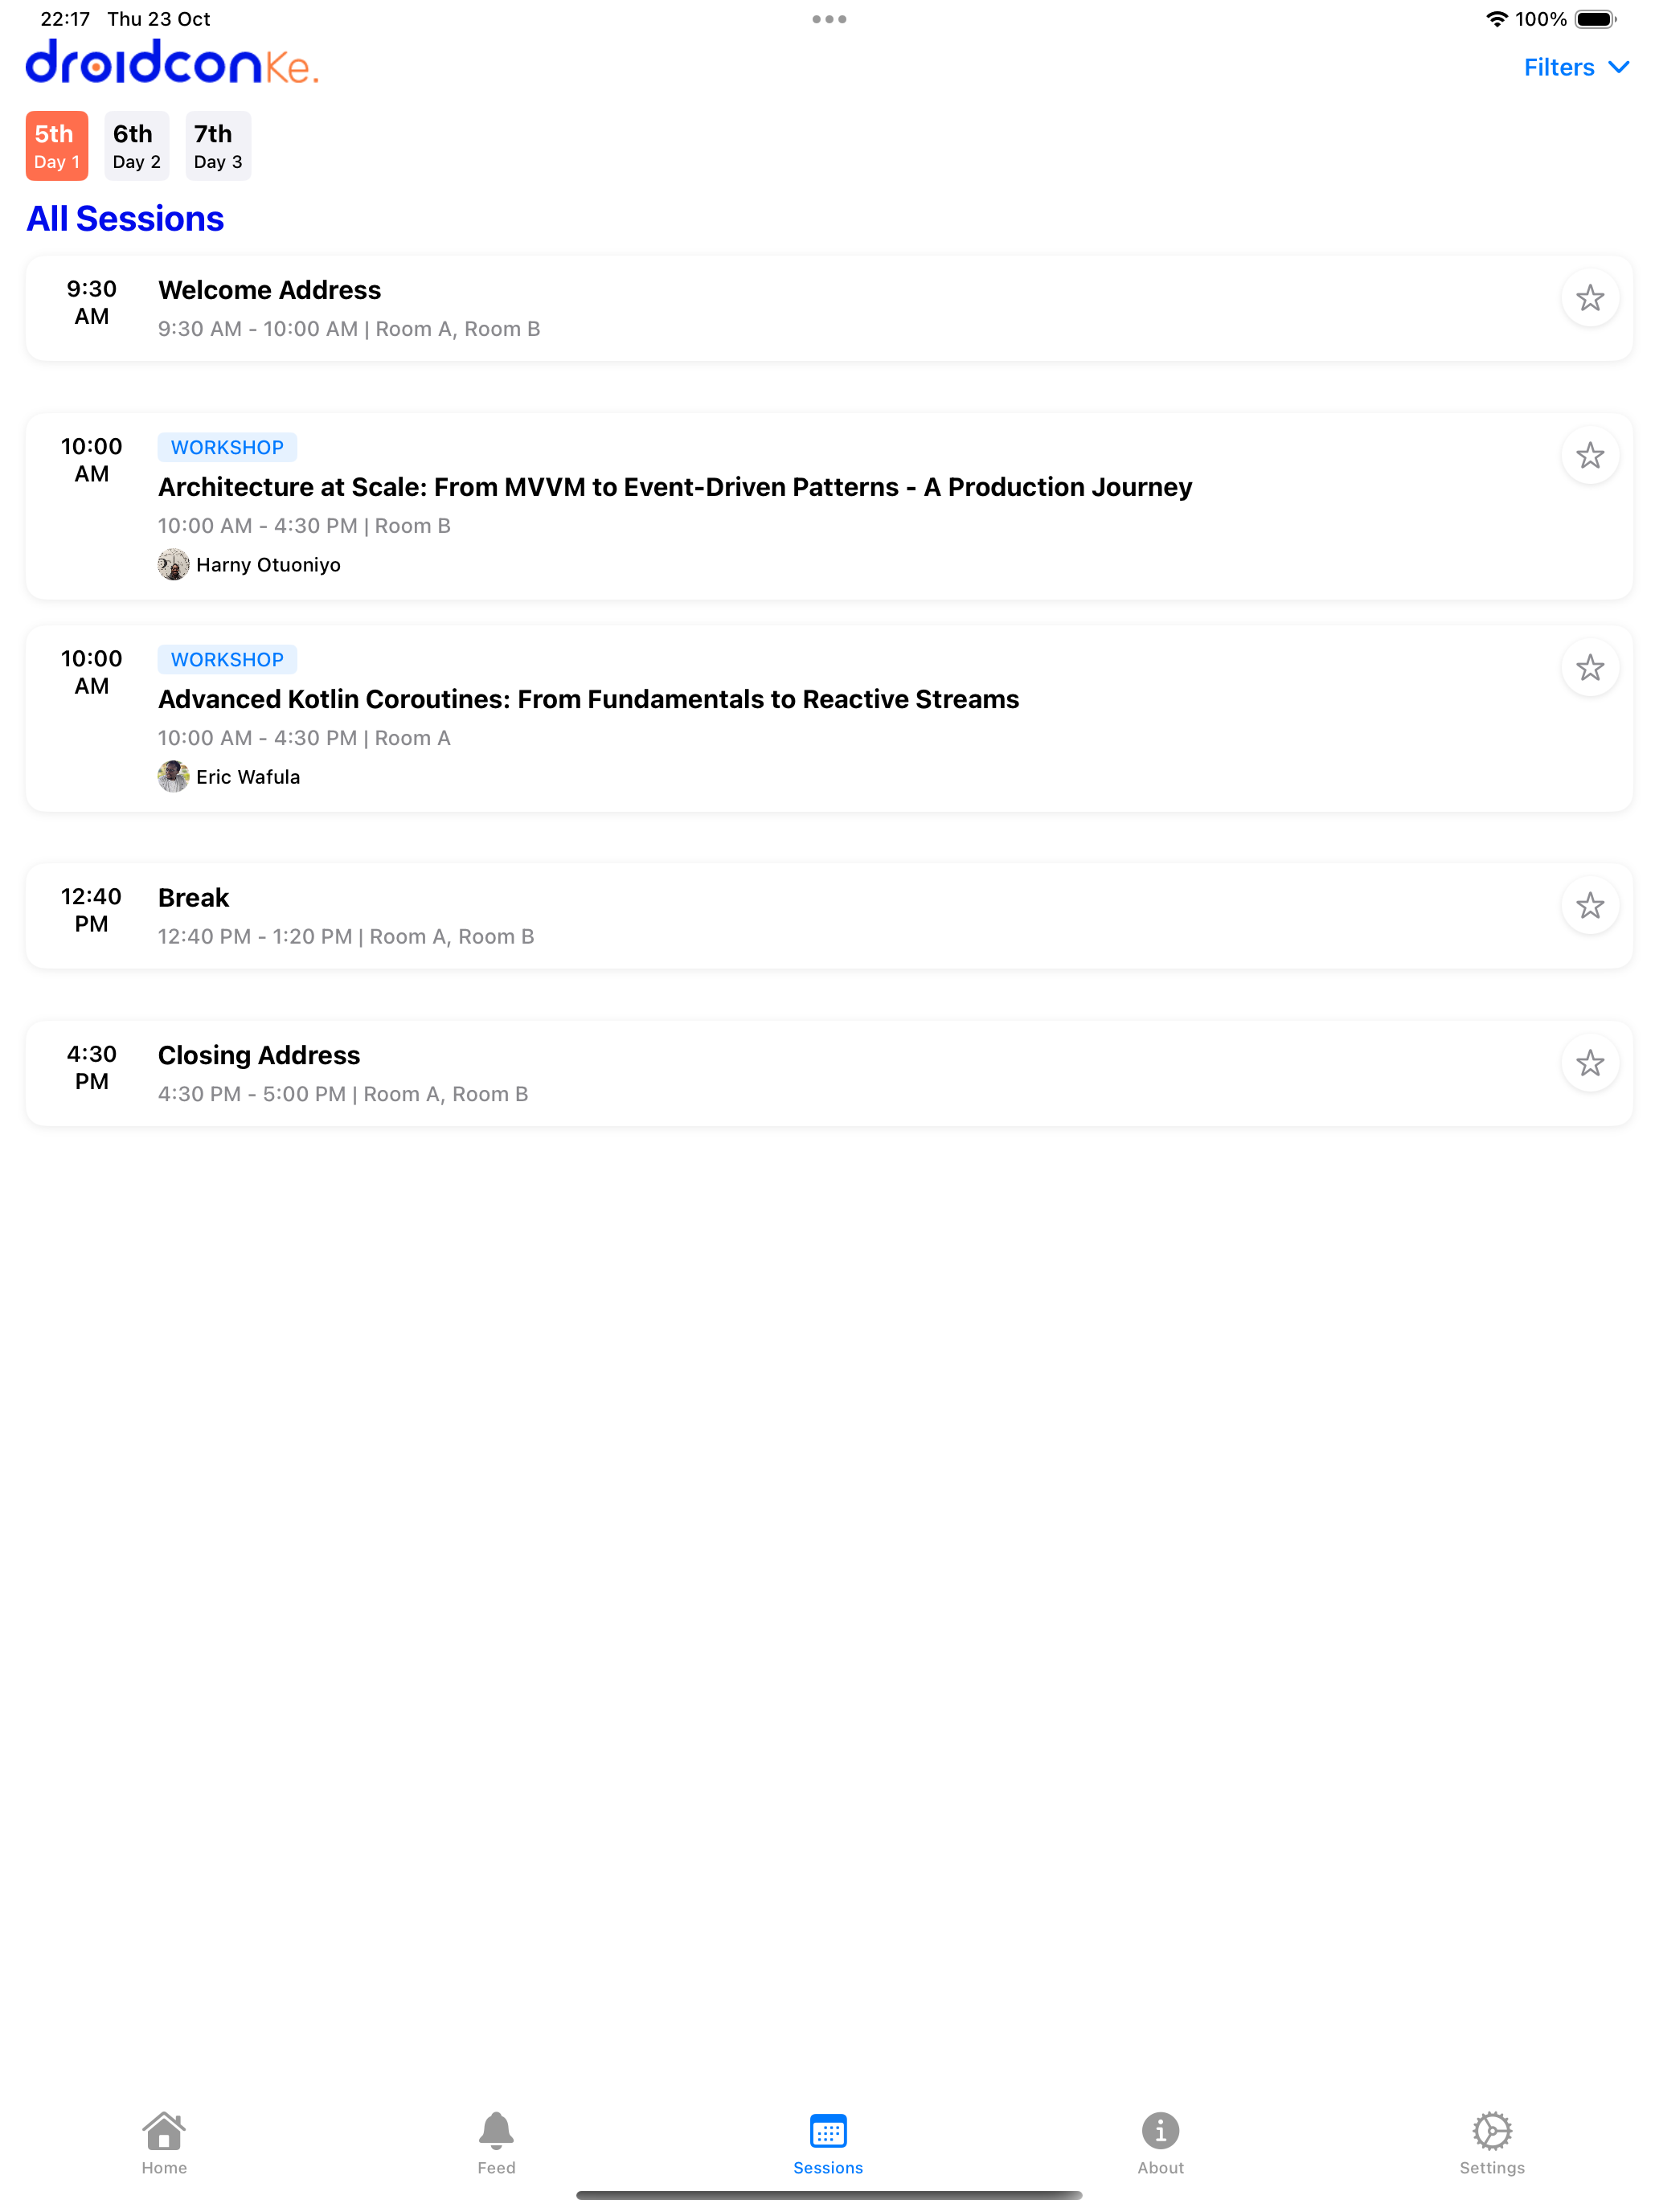 22:17 Thu 23 Oct
100%
droidconKe.
Filters
5th
Day 1
6th
Day 2
7th
Day 3
All Sessions
9:30
AM
Welcome Address
9:30 AM - 10:00 AM | Room A, Room B
10:00
AM
WORKSHOP
Architecture at Scale: From MVVM to Event-Driven Patterns - A Production Journey
10:00 AM - 4:30 PM | Room B
Harny Otuoniyo
10:00
AM
WORKSHOP
Advanced Kotlin Coroutines: From Fundamentals to Reactive Streams
10:00 AM - 4:30 PM | Room A
Eric Wafula
12:40
PM
Break
12:40 PM - 1:20 PM | Room A, Room B
4:30
PM
Closing Address
4:30 PM - 5:00 PM | Room A, Room B
Home
Feed
Sessions
About
Settings